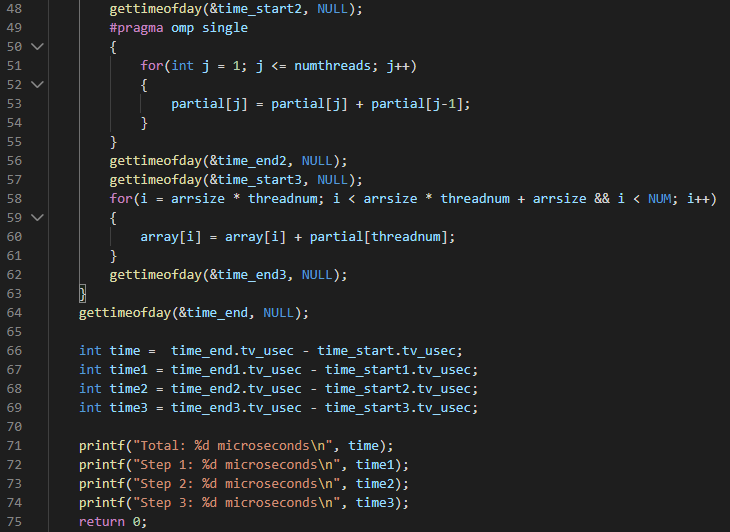 48 gettimeofday(&time_start2, NULL);
49 #pragma omp single
50 {
51 for(int j = 1; j <= numthreads; j++)
52 {
53 partial[j] = partial[j] + partial[j-1];
54 }
55 }
56 gettimeofday(&time_end2, NULL);
57 gettimeofday(&time_start3, NULL);
58 for(i = arrsize * threadnum; i < arrsize * threadnum + arrsize && i < NUM; i++)
59 {
60 array[i] = array[i] + partial[threadnum];
61 }
62 gettimeofday(&time_end3, NULL);
63 }
64 gettimeofday(&time_end, NULL);
65
66 int time =  time_end.tv_usec - time_start.tv_usec;
67 int time1 = time_end1.tv_usec - time_start1.tv_usec;
68 int time2 = time_end2.tv_usec - time_start2.tv_usec;
69 int time3 = time_end3.tv_usec - time_start3.tv_usec;
70
71 printf("Total: %d microseconds\n", time);
72 printf("Step 1: %d microseconds\n", time1);
73 printf("Step 2: %d microseconds\n", time2);
74 printf("Step 3: %d microseconds\n", time3);
75 return 0;